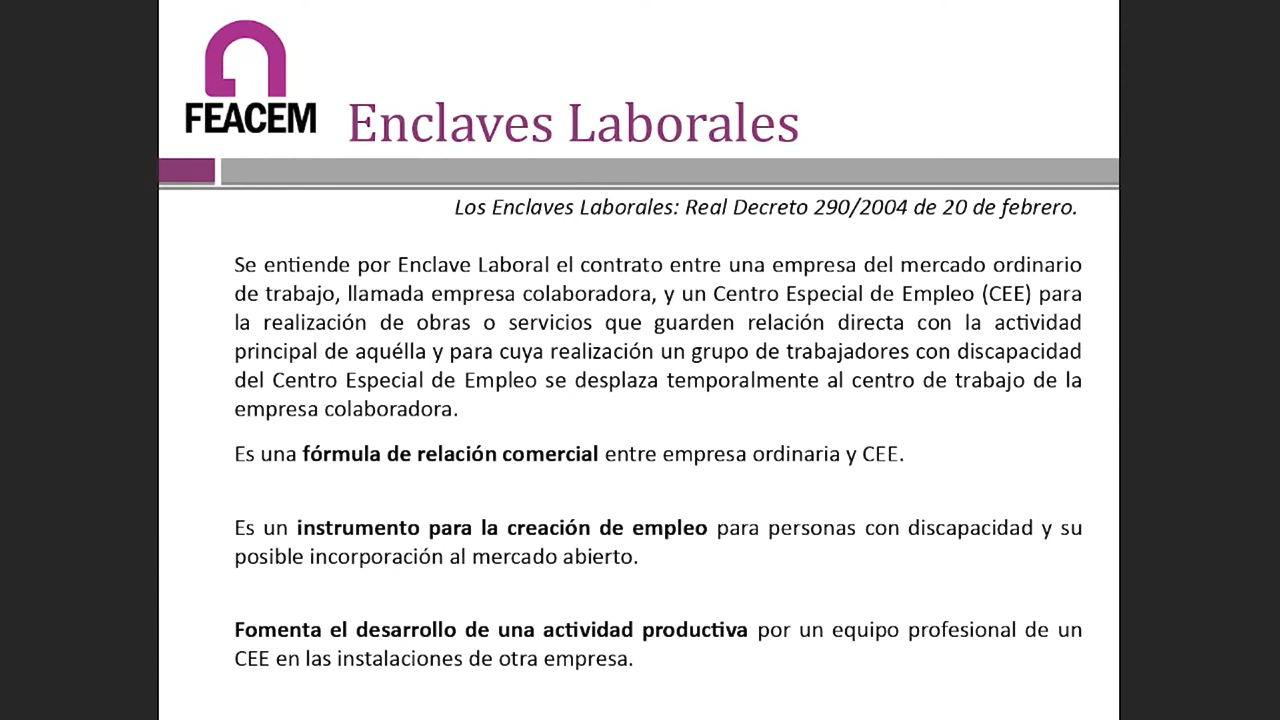 FEACEM
Enclaves Laborales
Los Enclaves Laborales: Real Decreto 290/2004 de 20 de febrero.
Se entiende por Enclave Laboral el contrato entre una empresa del mercado ordinario
de trabajo, llamada empresa colaboradora, y un Centro Especial de Empleo (CEE) para
la realización de obras o servicios que guarden relación directa con la actividad
principal de aquélla y para cuya realización un grupo de trabajadores con discapacidad
del Centro Especial de Empleo se desplaza temporalmente al centro de trabajo de la
empresa colaboradora.
Es una fórmula de relación comercial entre empresa ordinaria y CEE.
Es un instrumento para la creación de empleo para personas con discapacidad y su
posible incorporación al mercado abierto.
Fomenta el desarrollo de una actividad productiva por un equipo profesional de un
CEE en las instalaciones de otra empresa.